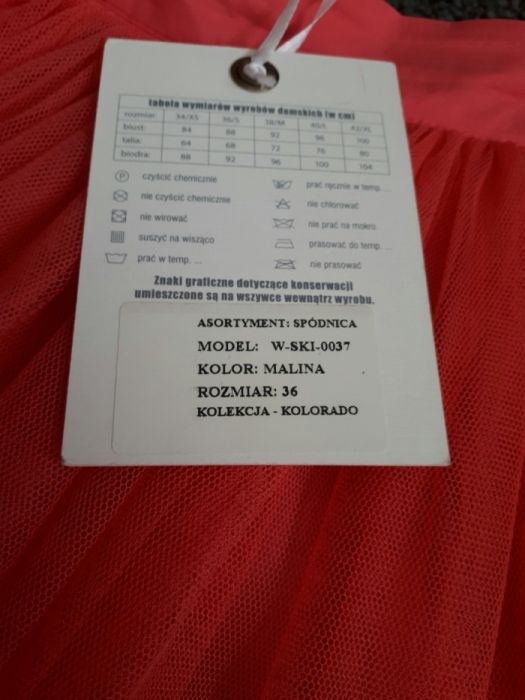 tabela wymiarów wyrobów damskich (w cm)
rozmiar: 34/XS 36/S 38/M 40/L 42/XL
biust: 84 88 92 96 100
talia: 64 68 72 76 80
biodra: 88 92 96 100 104
P czyścić chemicznie prać ręcznie w temp. ...
nie czyścić chemicznie nie chlorować
nie wirować nie prać na mokro
suszyć na wisząco prasować do temp. ...
prać w temp. ... nie prasować
Znaki graficzne dotyczące konserwacji
umieszczone są na wszywce wewnątrz wyrobu.
ASORTYMENT: SPÓDNICA
MODEL: W-SKI-0037
KOLOR: MALINA
ROZMIAR: 36
KOLEKCJA - KOLORADO